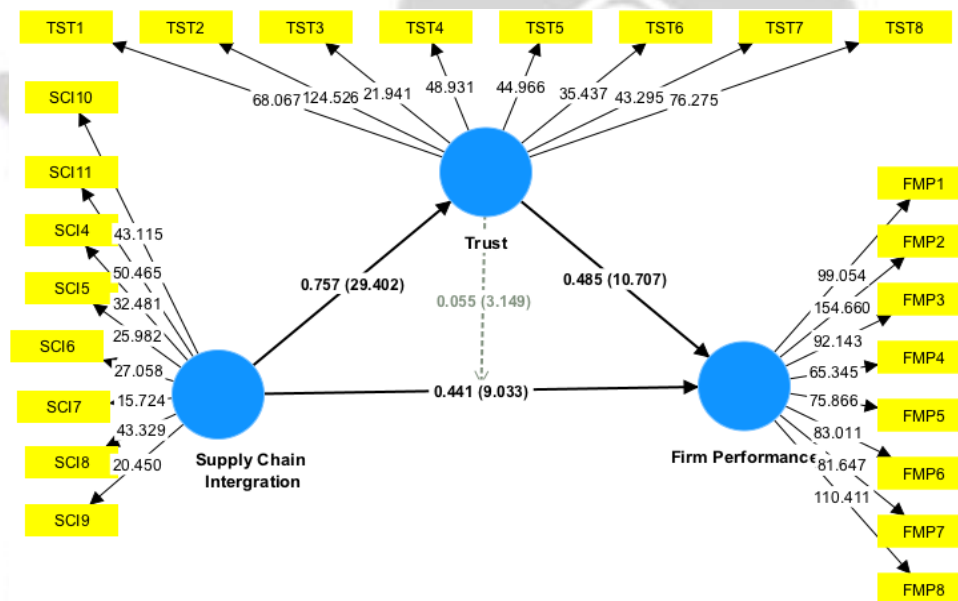 TST1 TST2 TST3 TST4 TST5 TST6 TST7 TST8
68.067 124.526 21.941 48.931 44.966 35.437 43.295 76.275
SCI10
SCI11
SCI4
SCI5
SCI6
SCI7
SCI8
SCI9
43.115
50.465
32.481
25.982
27.058
15.724
43.329
20.450
Trust
0.757 (29.402)
0.055 (3.149)
0.485 (10.707)
0.441 (9.033)
Supply Chain
Intergration
Firm Performance
99.054
154.660
92.143
65.345
75.866
83.011
81.647
110.411
FMP1
FMP2
FMP3
FMP4
FMP5
FMP6
FMP7
FMP8